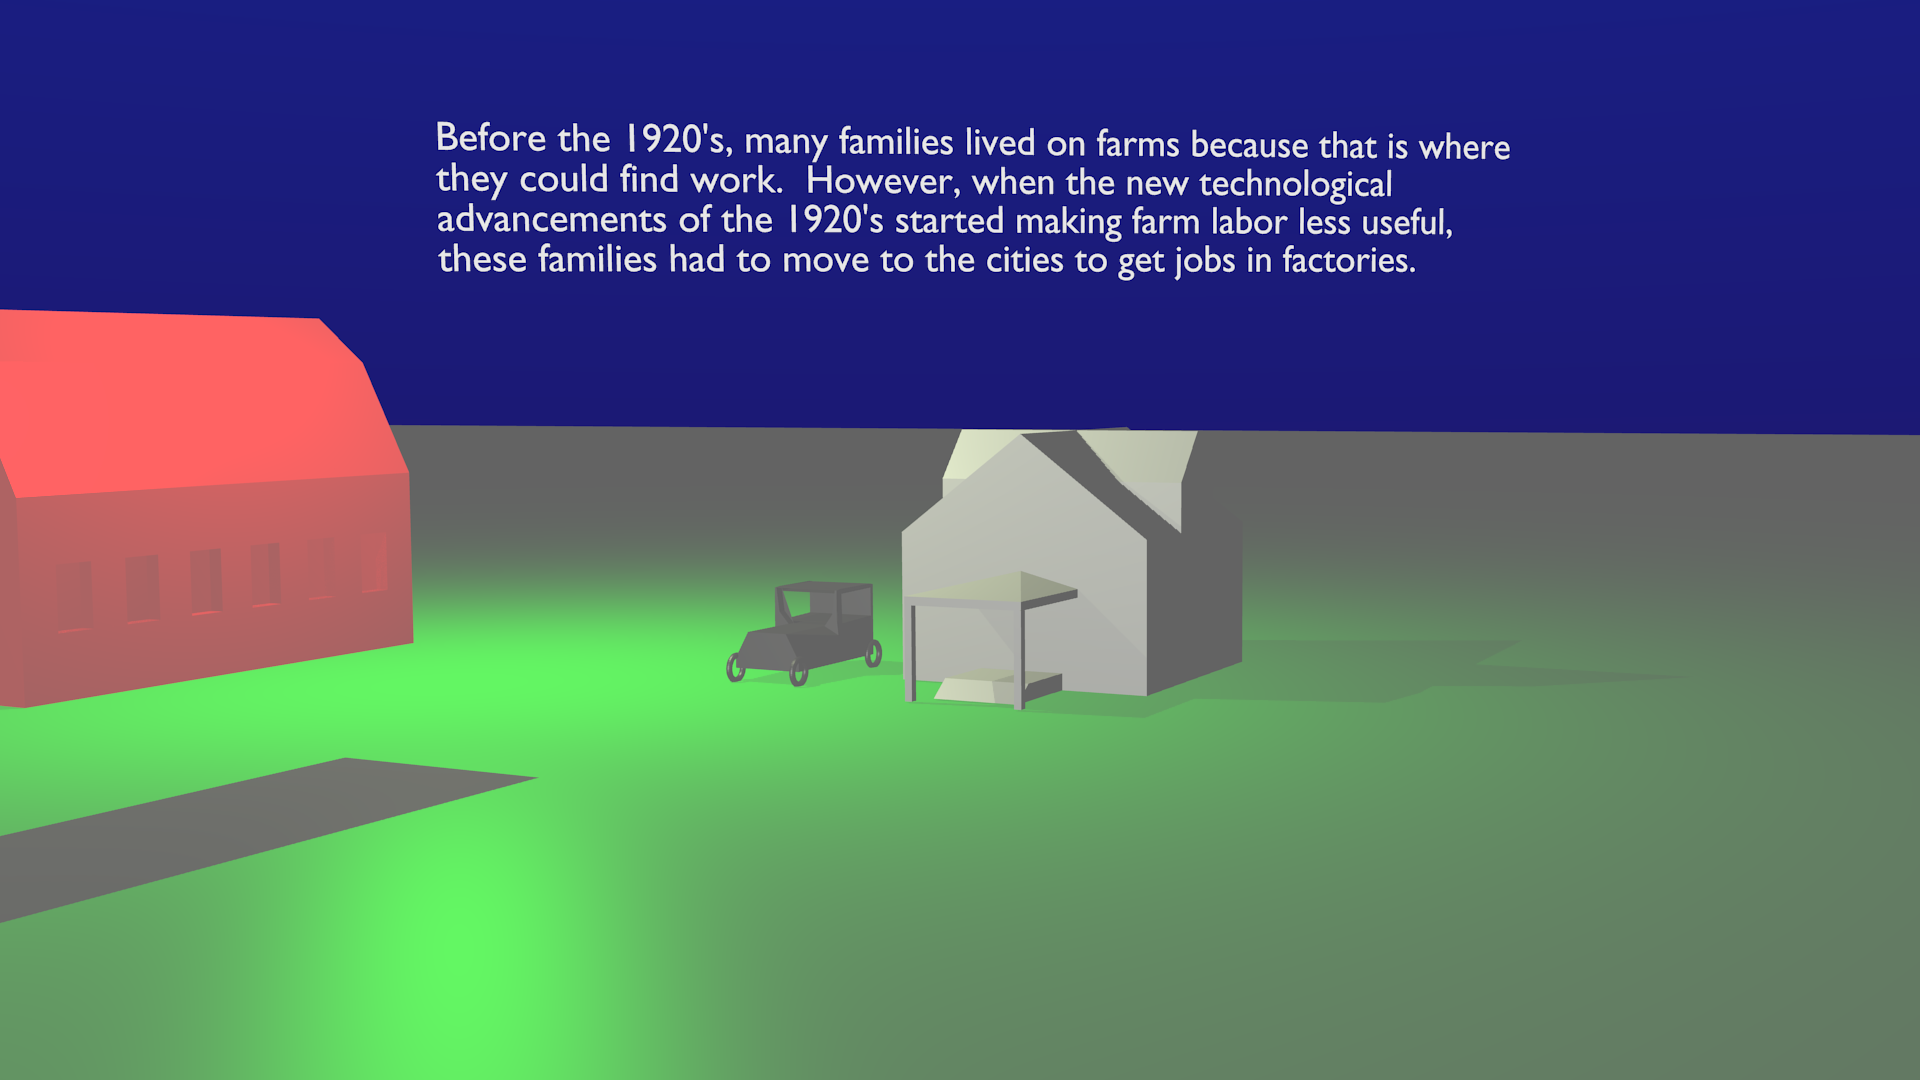 Before the 1920's, many families lived on farms because that is where
they could find work.  However, when the new technological
advancements of the 1920's started making farm labor less useful,
these families had to move to the cities to get jobs in factories.